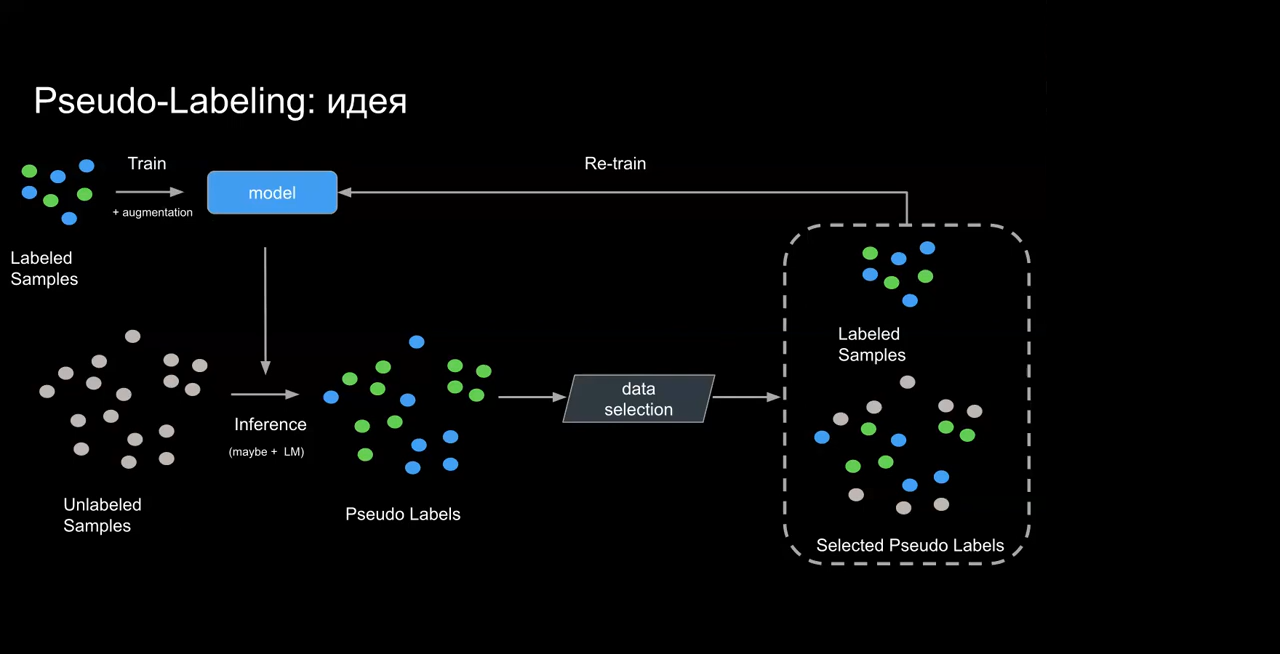 Pseudo-Labeling: идея
Train
+ augmentation
model
Re-train
Labeled
Samples
Labeled
Samples
data
selection
Inference
(maybe + LM)
Unlabeled
Samples
Pseudo Labels
Selected Pseudo Labels